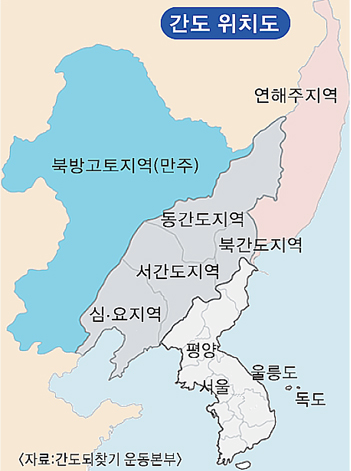 간도 위치도
연해주지역
북방고토지역(만주)
동간도지역
북간도지역
서간도지역
심·요지역
평양
서울
울릉도
독도
<자료:간도되찾기 운동본부>